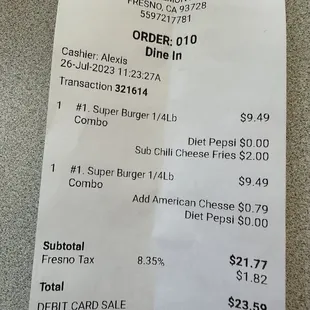 FRESNO, CA 93728
5597217781
ORDER: 010
Dine In
Cashier: Alexis
26-Jul-2023 11:23:27A
Transaction 321614
1 #1. Super Burger 1/4Lb Combo $9.49
Diet Pepsi $0.00
Sub Chili Cheese Fries $2.00
1 #1. Super Burger 1/4Lb Combo $9.49
Add American Chesse $0.79
Diet Pepsi $0.00
Subtotal $21.77
Fresno Tax 8.35% $1.82
Total $23.59
DEBIT CARD SALE